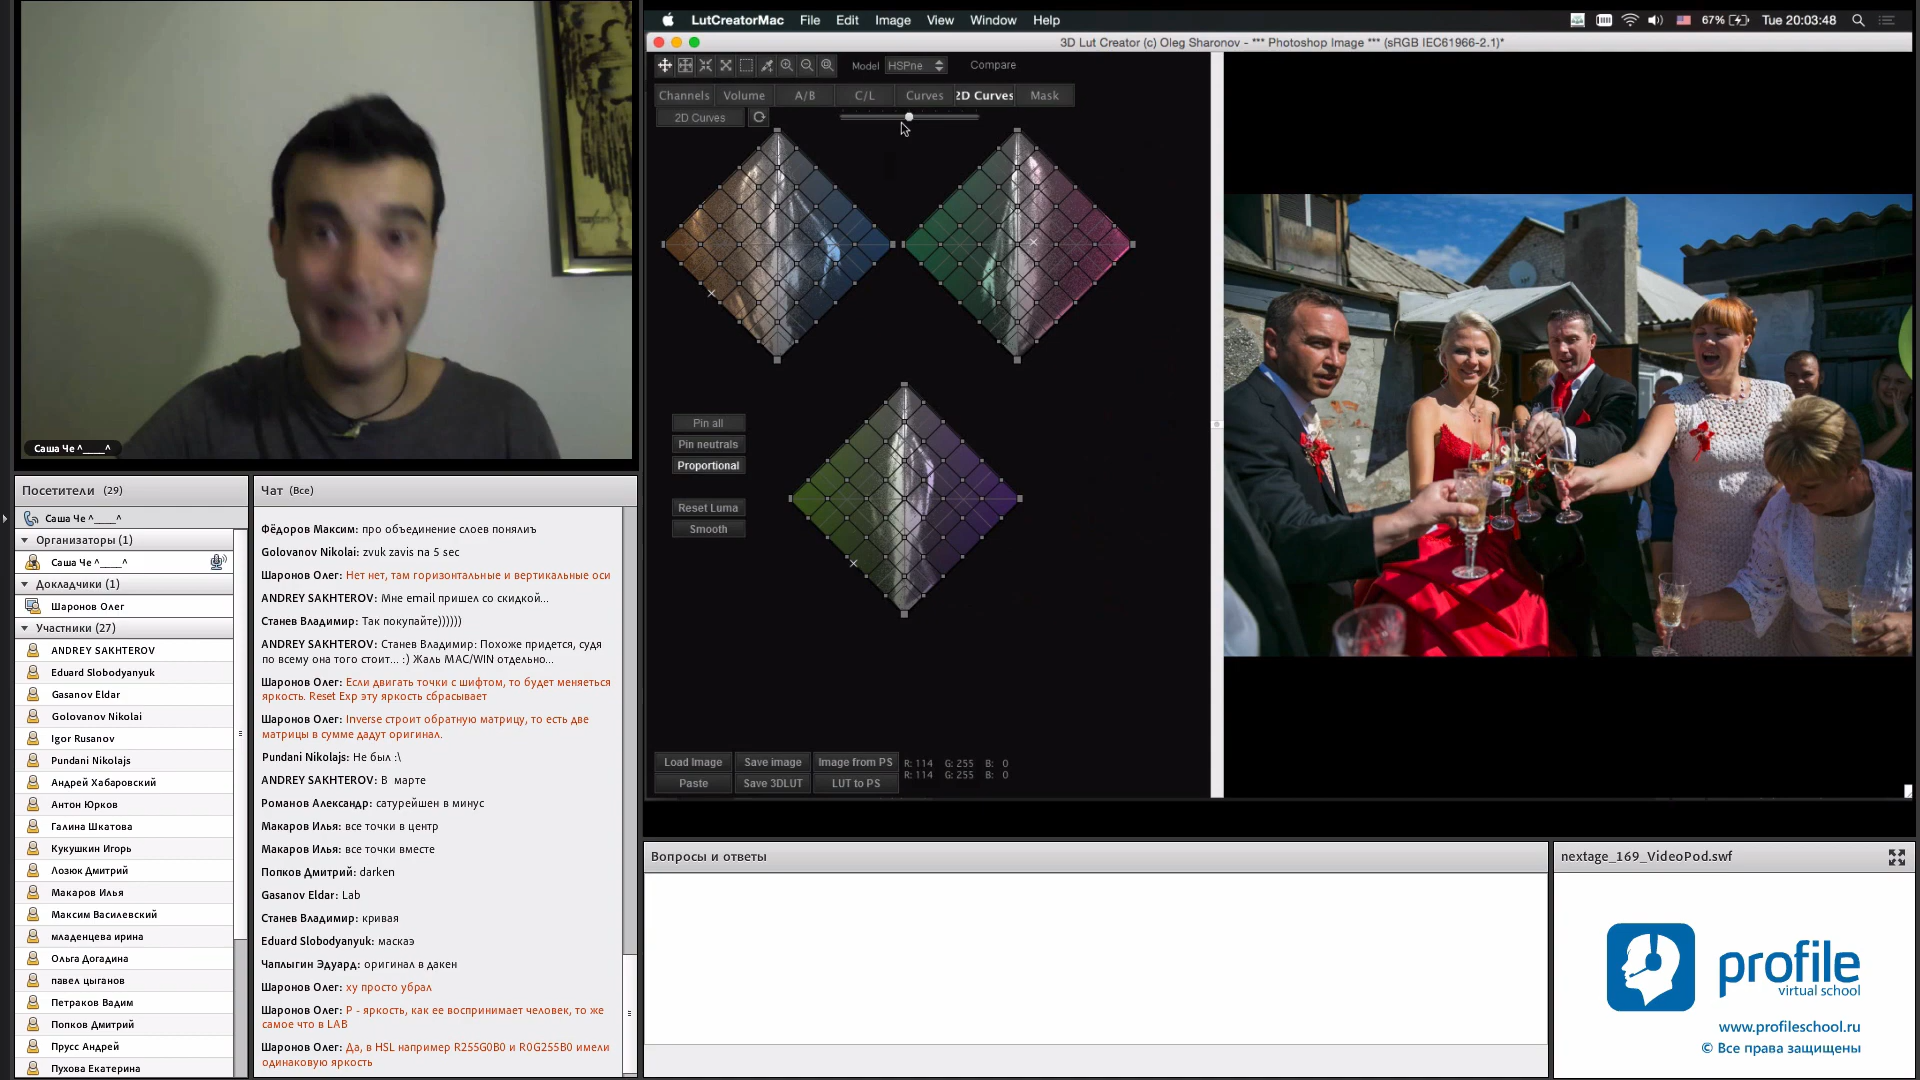 LutCreatorMac File Edit Image View Window Help
67% Tue 20:03:48
3D Lut Creator (c) Oleg Sharonov - *** Photoshop Image *** (sRGB IEC61966-2.1)*
Model HSPne Compare
Channels Volume A/B C/L Curves 2D Curves Mask
2D Curves
Pin all
Pin neutrals
Proportional
Reset Luma
Smooth
Load Image Save image Image from PS R: 114 G: 255 B: 0
Paste Save 3DLUT LUT to PS R: 114 G: 255 B: 0
Саша Че ^____^
Посетители (29)
Саша Че ^____^
Организаторы (1)
Саша Че ^____^
Докладчики (1)
Шаронов Олег
Участники (27)
ANDREY SAKHTEROV
Eduard Slobodyanyuk
Gasanov Eldar
Golovanov Nikolai
Igor Rusanov
Pundani Nikolajs
Андрей Хабаровский
Антон Юрков
Галина Шкатова
Кукушкин Игорь
Лозюк Дмитрий
Макаров Илья
Максим Василевский
младенцева ирина
Ольга Догадина
павел цыганов
Петраков Вадим
Попков Дмитрий
Прусс Андрей
Пухова Екатерина
Чат (Все)
Фёдоров Максим: про объединение слоев понялиъ
Golovanov Nikolai: zvuk zavis na 5 sec
Шаронов Олег: Нет нет, там горизонтальные и вертикальные оси
ANDREY SAKHTEROV: Мне email пришел со скидкой...
Станев Владимир: Так покупайте))))))
ANDREY SAKHTEROV: Станев Владимир: Похоже придется, судя
по всему она того стоит... :) Жаль MAC/WIN отдельно...
Шаронов Олег: Если двигать точки с шифтом, то будет меняеться
яркость. Reset Exp эту яркость сбрасывает
Шаронов Олег: Inverse строит обратную матрицу, то есть две
матрицы в сумме дадут оригинал.
Pundani Nikolajs: Не был :\
ANDREY SAKHTEROV: В марте
Романов Александр: сатурейшен в минус
Макаров Илья: все точки в центр
Макаров Илья: все точки вместе
Попков Дмитрий: darken
Gasanov Eldar: Lab
Станев Владимир: кривая
Eduard Slobodyanyuk: маскаэ
Чаплыгин Эдуард: оригинал в дакен
Шаронов Олег: ху просто убрал
Шаронов Олег: P - яркость, как ее воспринимает человек, то же
самое что в LAB
Шаронов Олег: Да, в HSL например R255G0B0 и R0G255B0 имели
одинаковую яркость
Вопросы и ответы
nextage_169_VideoPod.swf
profile
virtual school
www.profileschool.ru
© Все права защищены